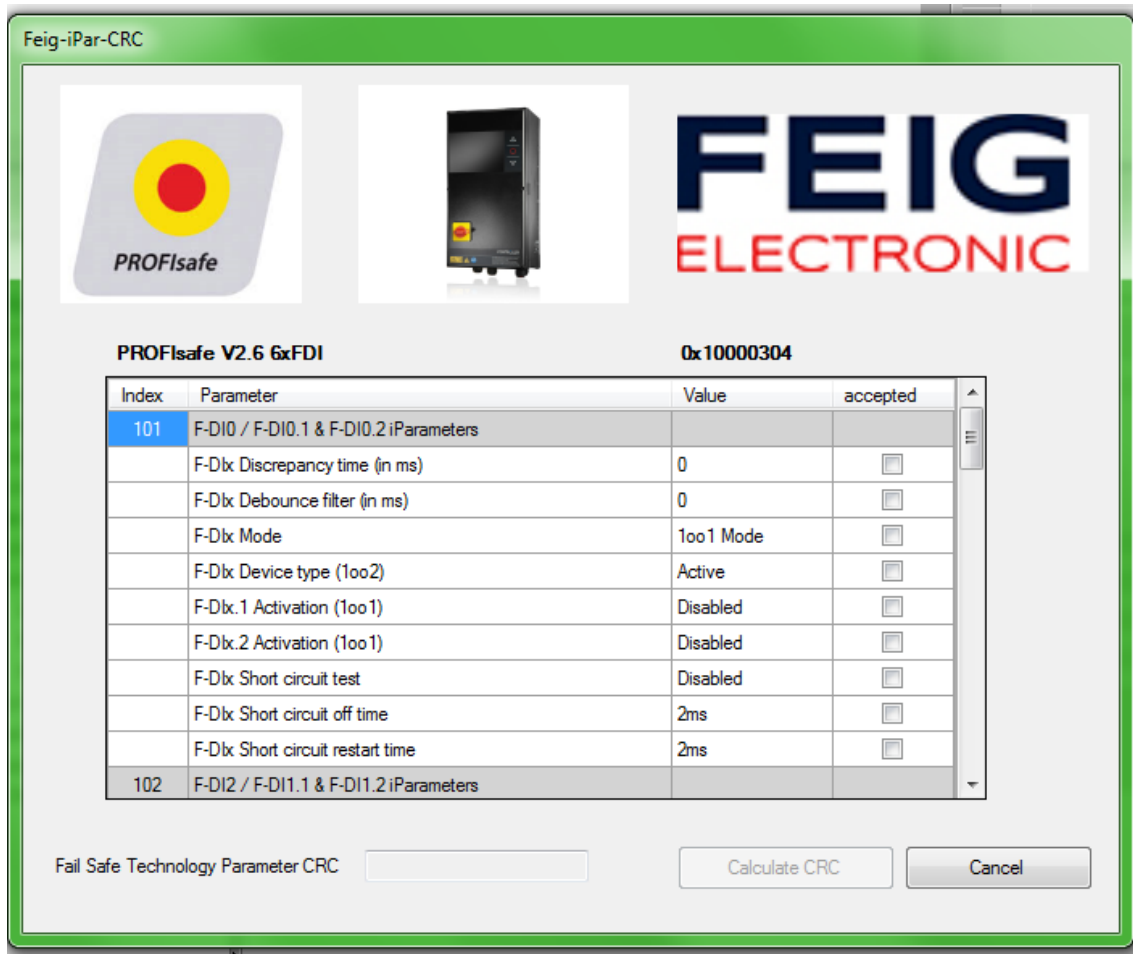 Feig-iPar-CRC
PROFIsafe
FEIG
ELECTRONIC
PROFIsafe V2.6 6xFDI 0x10000304
Index Parameter Value accepted
101 F-DI0 / F-DI0.1 & F-DI0.2 iParameters
F-DIx Discrepancy time (in ms) 0
F-DIx Debounce filter (in ms) 0
F-DIx Mode 1oo1 Mode
F-DIx Device type (1oo2) Active
F-DIx.1 Activation (1oo1) Disabled
F-DIx.2 Activation (1oo1) Disabled
F-DIx Short circuit test Disabled
F-DIx Short circuit off time 2ms
F-DIx Short circuit restart time 2ms
102 F-DI2 / F-DI1.1 & F-DI1.2 iParameters
Fail Safe Technology Parameter CRC Calculate CRC Cancel